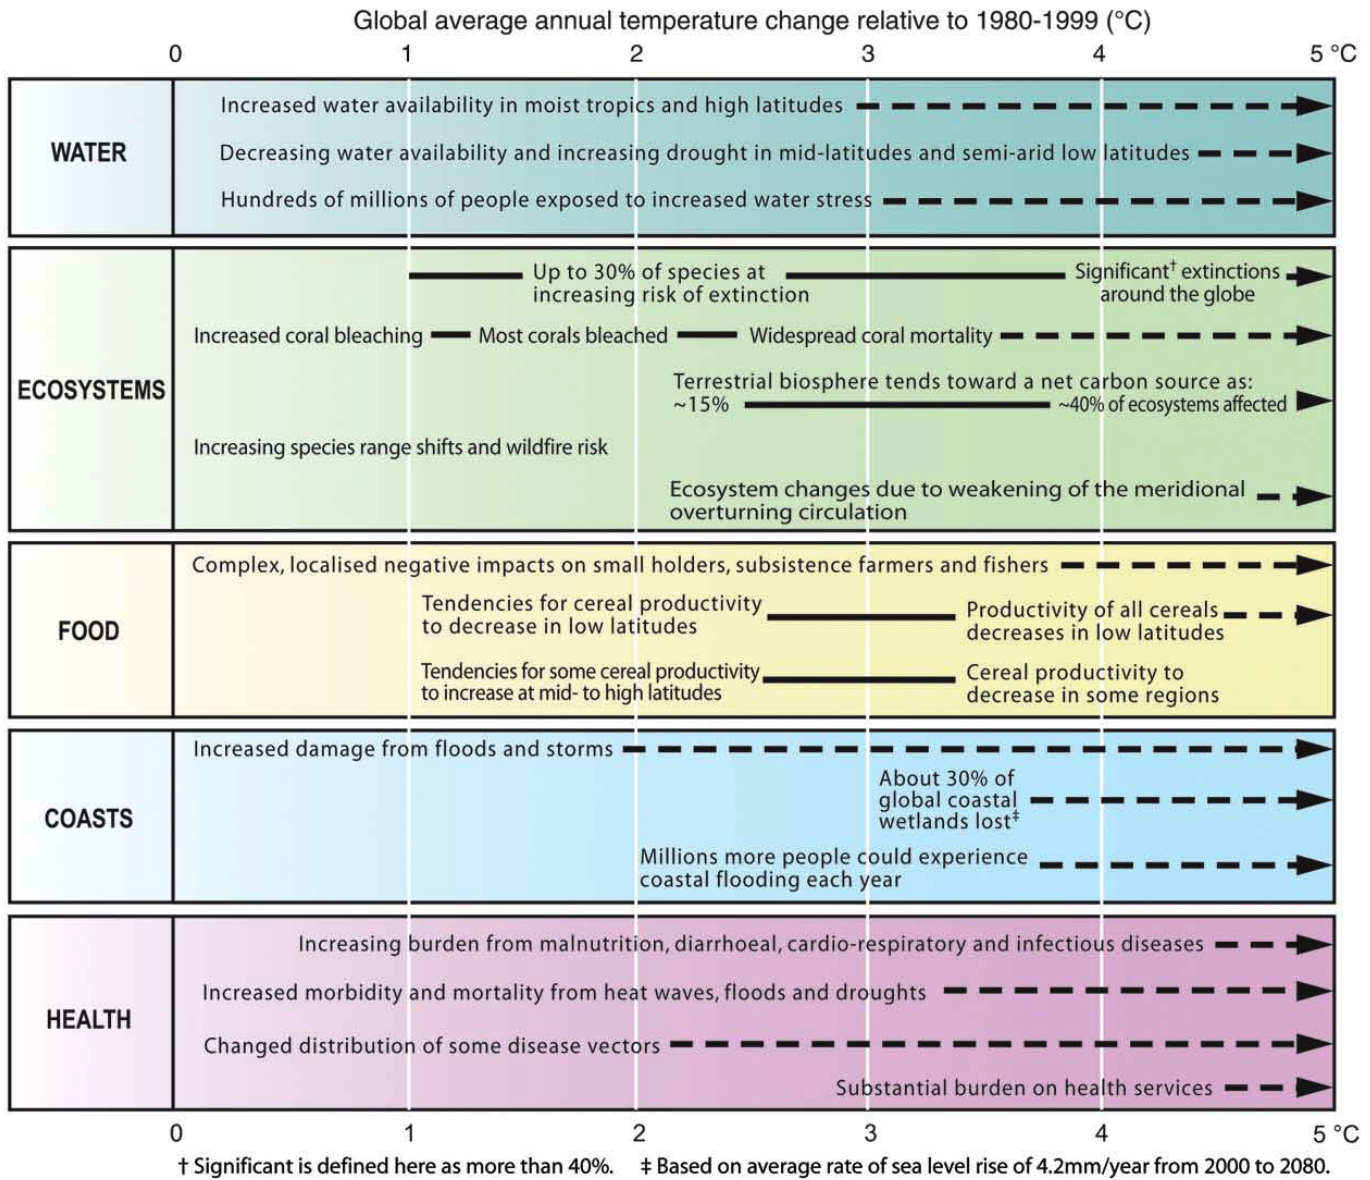 Global average annual temperature change relative to 1980-1999 (°C)
0 1 2 3 4 5 °C
WATER
Increased water availability in moist tropics and high latitudes
Decreasing water availability and increasing drought in mid-latitudes and semi-arid low latitudes
Hundreds of millions of people exposed to increased water stress
ECOSYSTEMS
Up to 30% of species at
increasing risk of extinction
Significant† extinctions
around the globe
Increased coral bleaching Most corals bleached Widespread coral mortality
Terrestrial biosphere tends toward a net carbon source as:
~15% ~40% of ecosystems affected
Increasing species range shifts and wildfire risk
Ecosystem changes due to weakening of the meridional
overturning circulation
FOOD
Complex, localised negative impacts on small holders, subsistence farmers and fishers
Tendencies for cereal productivity
to decrease in low latitudes
Productivity of all cereals
decreases in low latitudes
Tendencies for some cereal productivity
to increase at mid- to high latitudes
Cereal productivity to
decrease in some regions
COASTS
Increased damage from floods and storms
About 30% of
global coastal
wetlands lost‡
Millions more people could experience
coastal flooding each year
HEALTH
Increasing burden from malnutrition, diarrhoeal, cardio-respiratory and infectious diseases
Increased morbidity and mortality from heat waves, floods and droughts
Changed distribution of some disease vectors
Substantial burden on health services
0 1 2 3 4 5 °C
† Significant is defined here as more than 40%. ‡ Based on average rate of sea level rise of 4.2mm/year from 2000 to 2080.